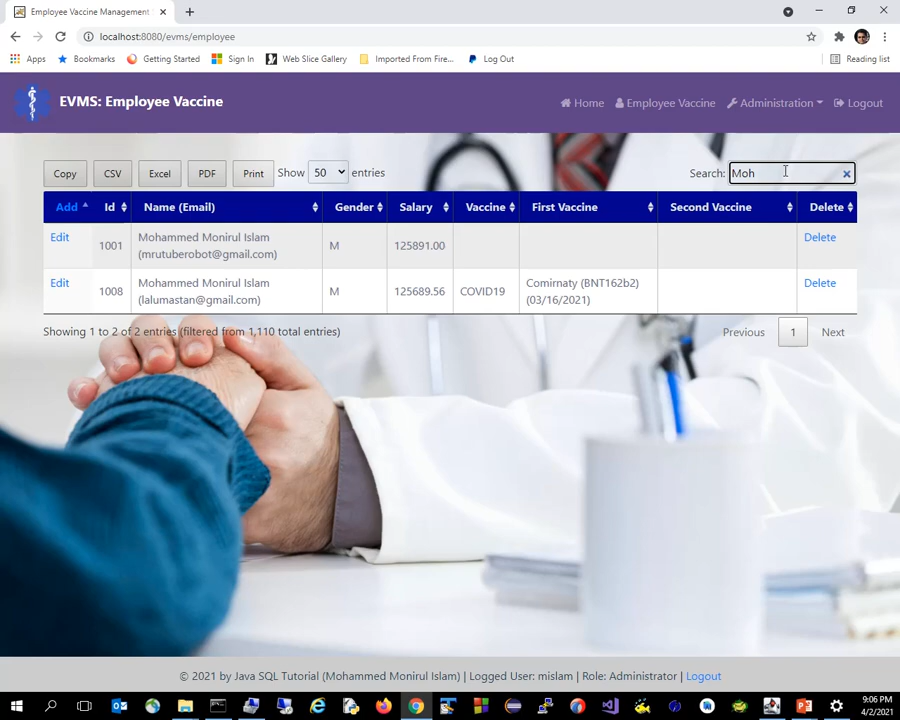 Employee Vaccine Management
localhost:8080/evms/employee
Apps Bookmarks Getting Started Sign In Web Slice Gallery Imported From Fire... Log Out Reading list
EVMS: Employee Vaccine Home Employee Vaccine Administration Logout
Copy CSV Excel PDF Print Show 50 entries Search: Moh
Add Id Name (Email) Gender Salary Vaccine First Vaccine Second Vaccine Delete
Edit 1001 Mohammed Monirul Islam M 125891.00 Delete
(mrutuberobot@gmail.com)
Edit 1008 Mohammed Monirul Islam M 125689.56 COVID19 Comirnaty (BNT162b2) Delete
(lalumastan@gmail.com) (03/16/2021)
Showing 1 to 2 of 2 entries (filtered from 1,110 total entries) Previous 1 Next
© 2021 by Java SQL Tutorial (Mohammed Monirul Islam) | Logged User: mislam | Role: Administrator | Logout
9:06 PM
4/2/2021